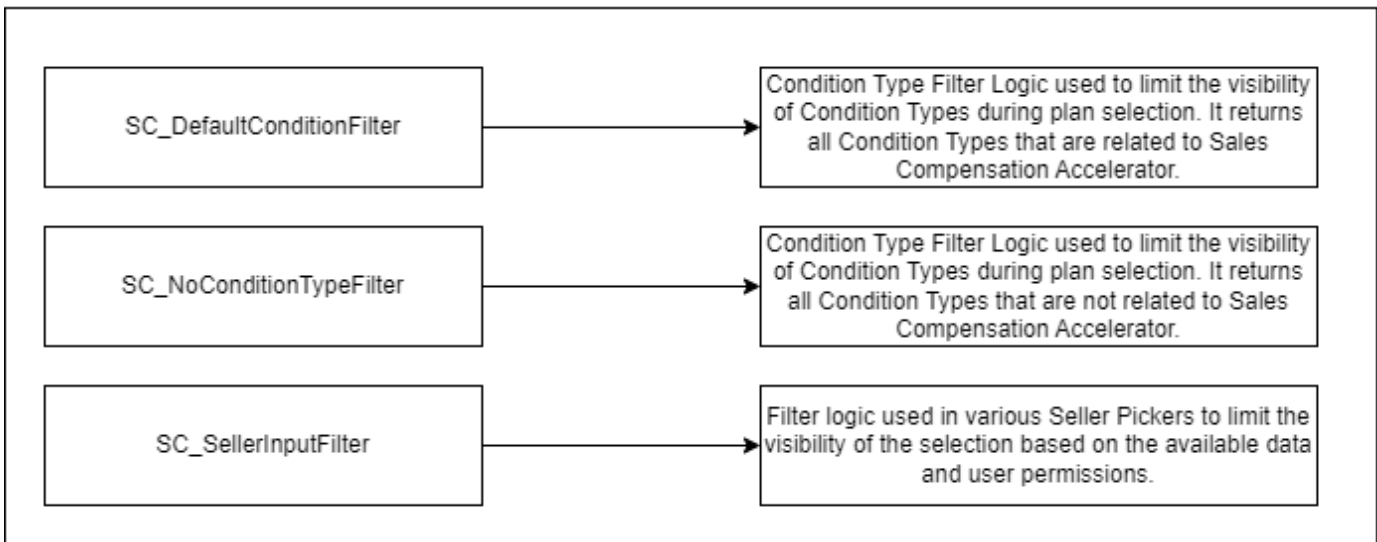 SC_DefaultConditionFilter
Condition Type Filter Logic used to limit the visibility
of Condition Types during plan selection. It returns
all Condition Types that are related to Sales
Compensation Accelerator.
SC_NoConditionTypeFilter
Condition Type Filter Logic used to limit the visibility
of Condition Types during plan selection. It returns
all Condition Types that are not related to Sales
Compensation Accelerator.
SC_SellerInputFilter
Filter logic used in various Seller Pickers to limit the
visibility of the selection based on the available data
and user permissions.